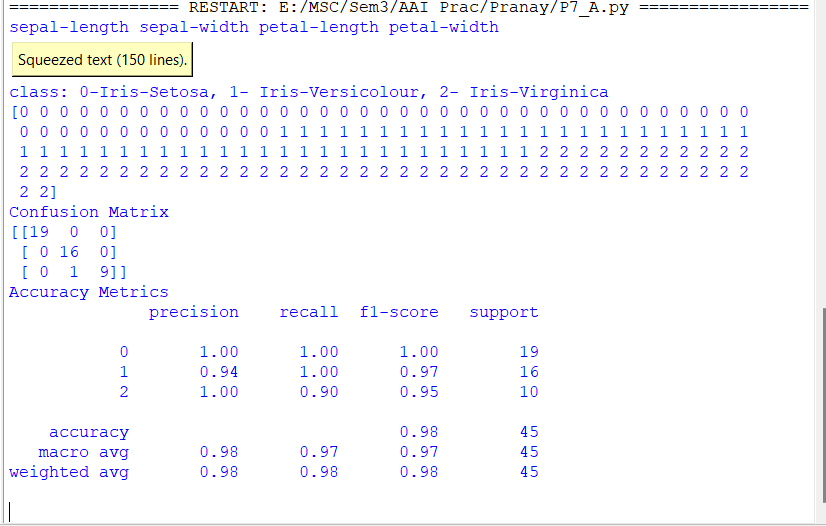 ================= RESTART: E:/MSC/Sem3/AAI Prac/Pranay/P7_A.py =================
sepal-length sepal-width petal-length petal-width
Squeezed text (150 lines).
class: 0-Iris-Setosa, 1- Iris-Versicolour, 2- Iris-Virginica
[0 0 0 0 0 0 0 0 0 0 0 0 0 0 0 0 0 0 0 0 0 0 0 0 0 0 0 0 0 0 0 0 0 0 0 0 0
 0 0 0 0 0 0 0 0 0 0 0 0 0 1 1 1 1 1 1 1 1 1 1 1 1 1 1 1 1 1 1 1 1 1 1 1 1
 1 1 1 1 1 1 1 1 1 1 1 1 1 1 1 1 1 1 1 1 1 1 1 1 1 1 2 2 2 2 2 2 2 2 2 2 2
 2 2 2 2 2 2 2 2 2 2 2 2 2 2 2 2 2 2 2 2 2 2 2 2 2 2 2 2 2 2 2 2 2 2 2 2 2
 2 2]
Confusion Matrix
[[19  0  0]
 [ 0 16  0]
 [ 0  1  9]]
Accuracy Metrics
              precision    recall  f1-score   support
           0       1.00      1.00      1.00        19
           1       0.94      1.00      0.97        16
           2       1.00      0.90      0.95        10
    accuracy                           0.98        45
   macro avg       0.98      0.97      0.97        45
weighted avg       0.98      0.98      0.98        45